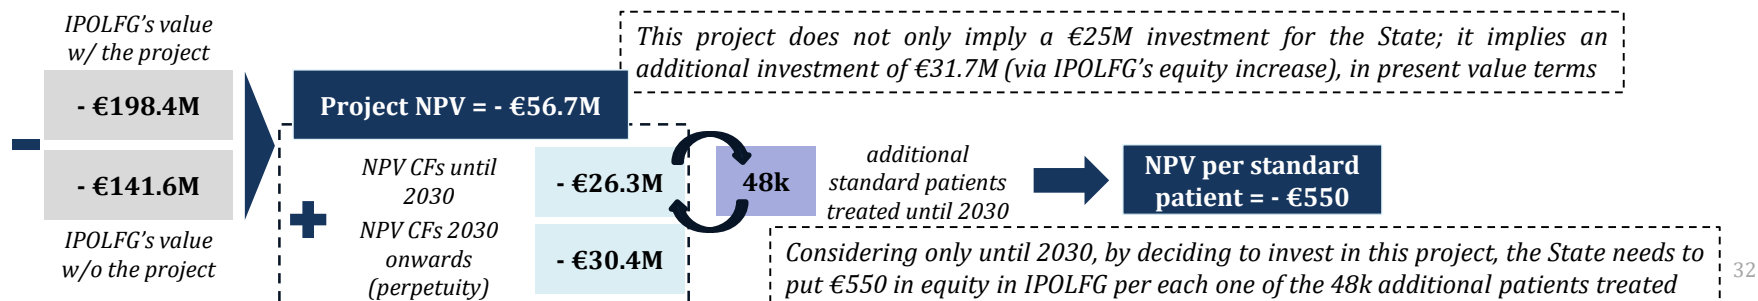 IPOLFG's value
w/ the project
- €198.4M
- €141.6M
IPOLFG's value
w/o the project
Project NPV = - €56.7M
This project does not only imply a €25M investment for the State; it implies an
additional investment of €31.7M (via IPOLFG's equity increase), in present value terms
NPV CFs until
2030
- €26.3M
NPV CFs 2030
onwards
(perpetuity)
- €30.4M
48k
additional
standard patients
treated until 2030
NPV per standard
patient = - €550
Considering only until 2030, by deciding to invest in this project, the State needs to
put €550 in equity in IPOLFG per each one of the 48k additional patients treated
32